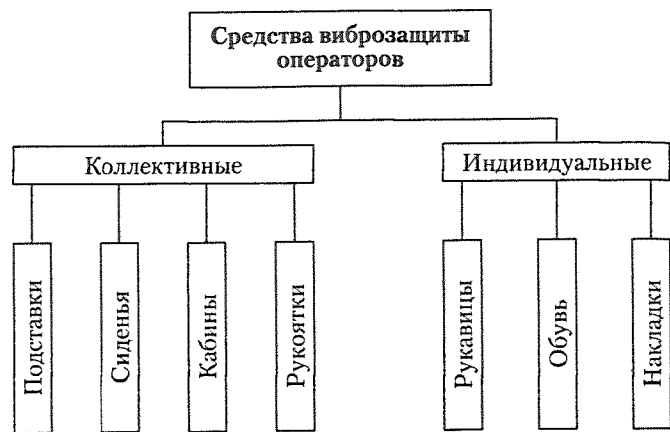 Средства виброзащиты
операторов
Коллективные
Индивидуальные
Подставки
Сиденья
Кабины
Рукоятки
Рукавицы
Обувь
Накладки